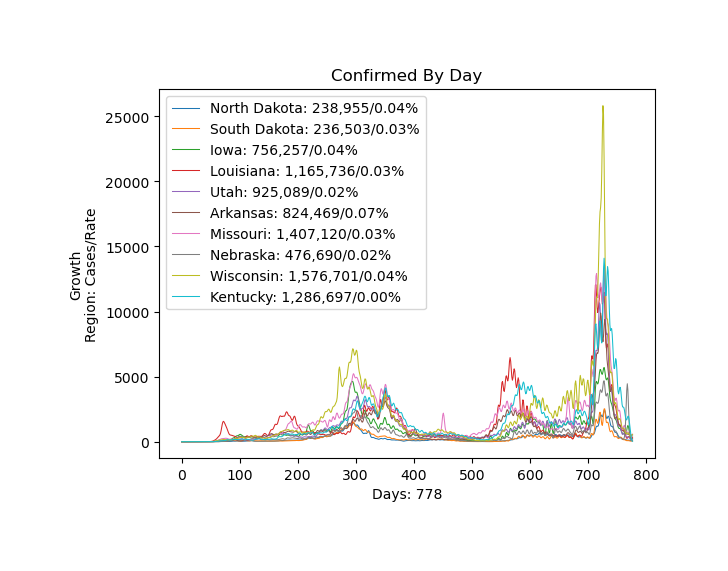 Confirmed By Day
Growth
Region: Cases/Rate
25000
20000
15000
10000
5000
0
North Dakota: 238,955/0.04%
South Dakota: 236,503/0.03%
Iowa: 756,257/0.04%
Louisiana: 1,165,736/0.03%
Utah: 925,089/0.02%
Arkansas: 824,469/0.07%
Missouri: 1,407,120/0.03%
Nebraska: 476,690/0.02%
Wisconsin: 1,576,701/0.04%
Kentucky: 1,286,697/0.00%
0 100 200 300 400 500 600 700 800
Days: 778